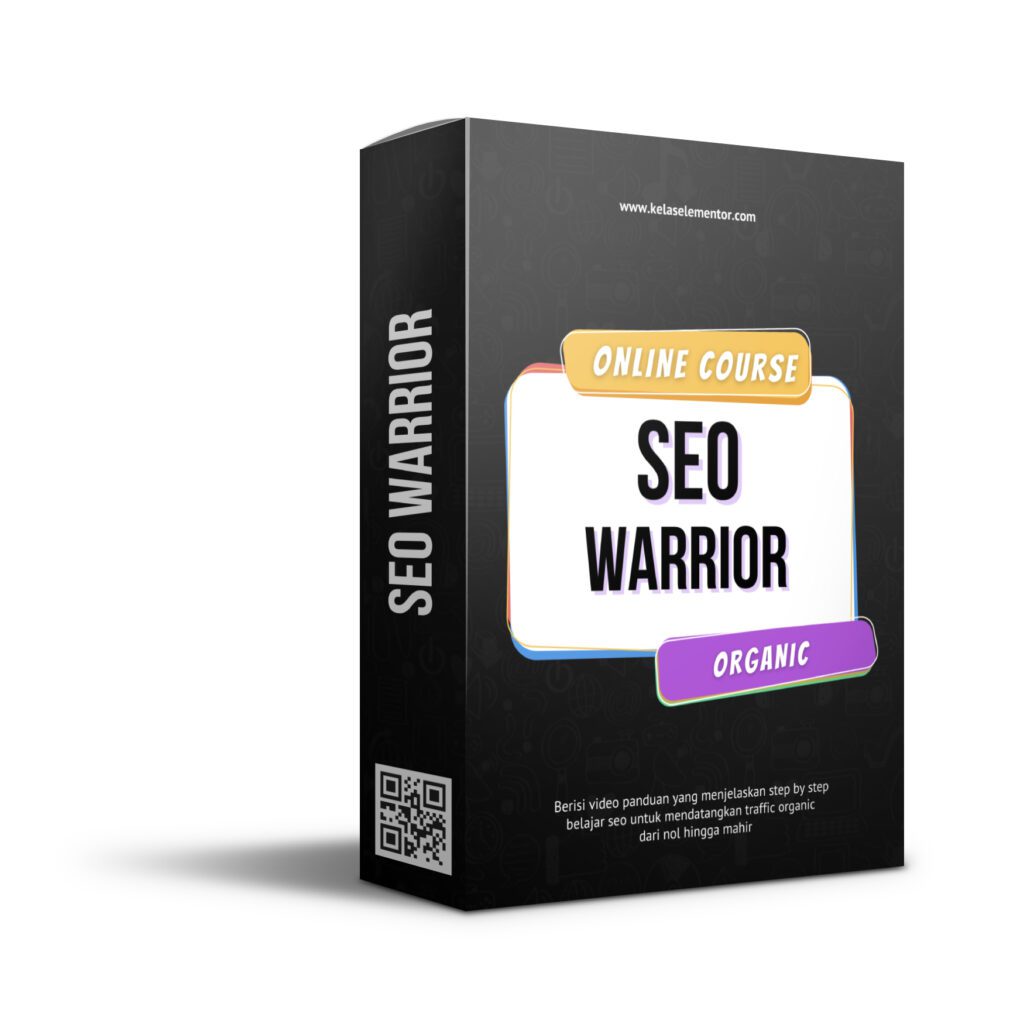 www.kelaselementor.com
ONLINE COURSE
SEO
WARRIOR
ORGANIC
Berisi video panduan yang menjelaskan step by step
belajar seo untuk mendatangkan traffic organic
dari nol hingga mahir
SEO WARRIOR